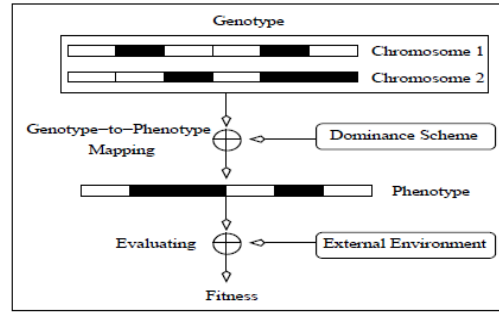 Genotype
Chromosome 1
Chromosome 2
Genotype-to-Phenotype
Mapping
Dominance Scheme
Phenotype
Evaluating
External Environment
Fitness